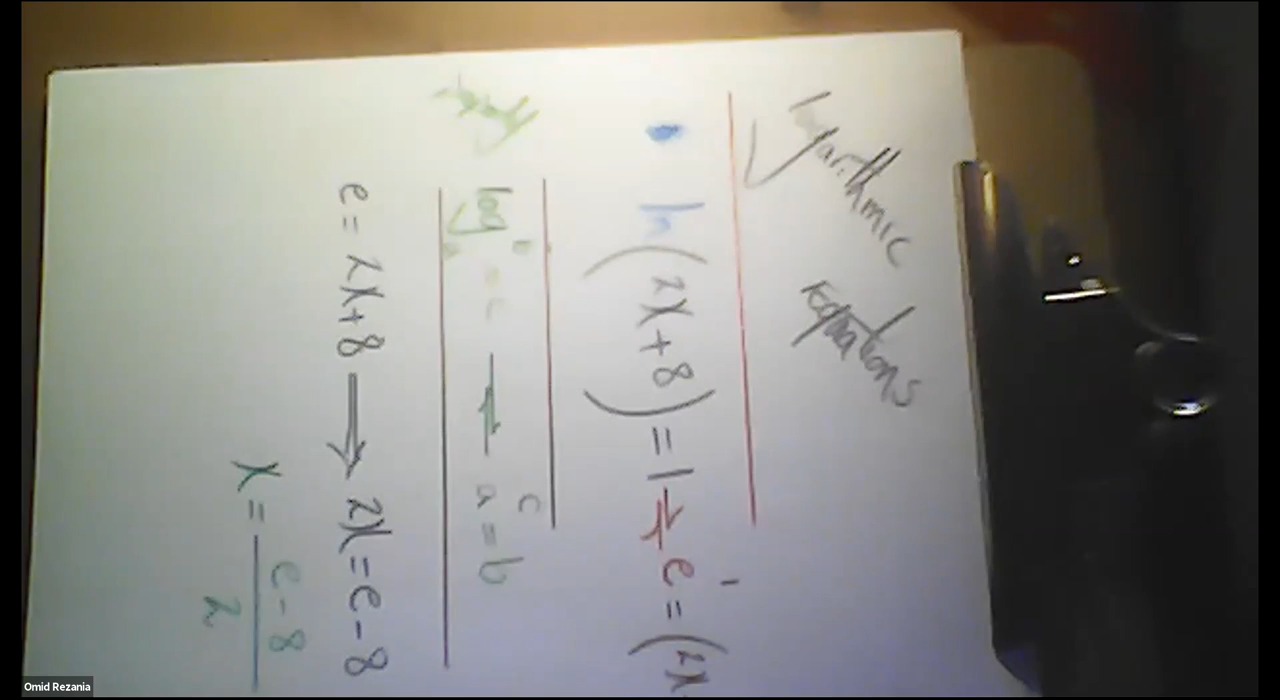 Logarithmic equations
• ln(2x+8)=1 ⇌ e¹=(2x
log_a b = c ⇌ a^c = b
e = 2x+8 ⟹ 2x = e-8
x = (e-8)/2
Omid Rezania